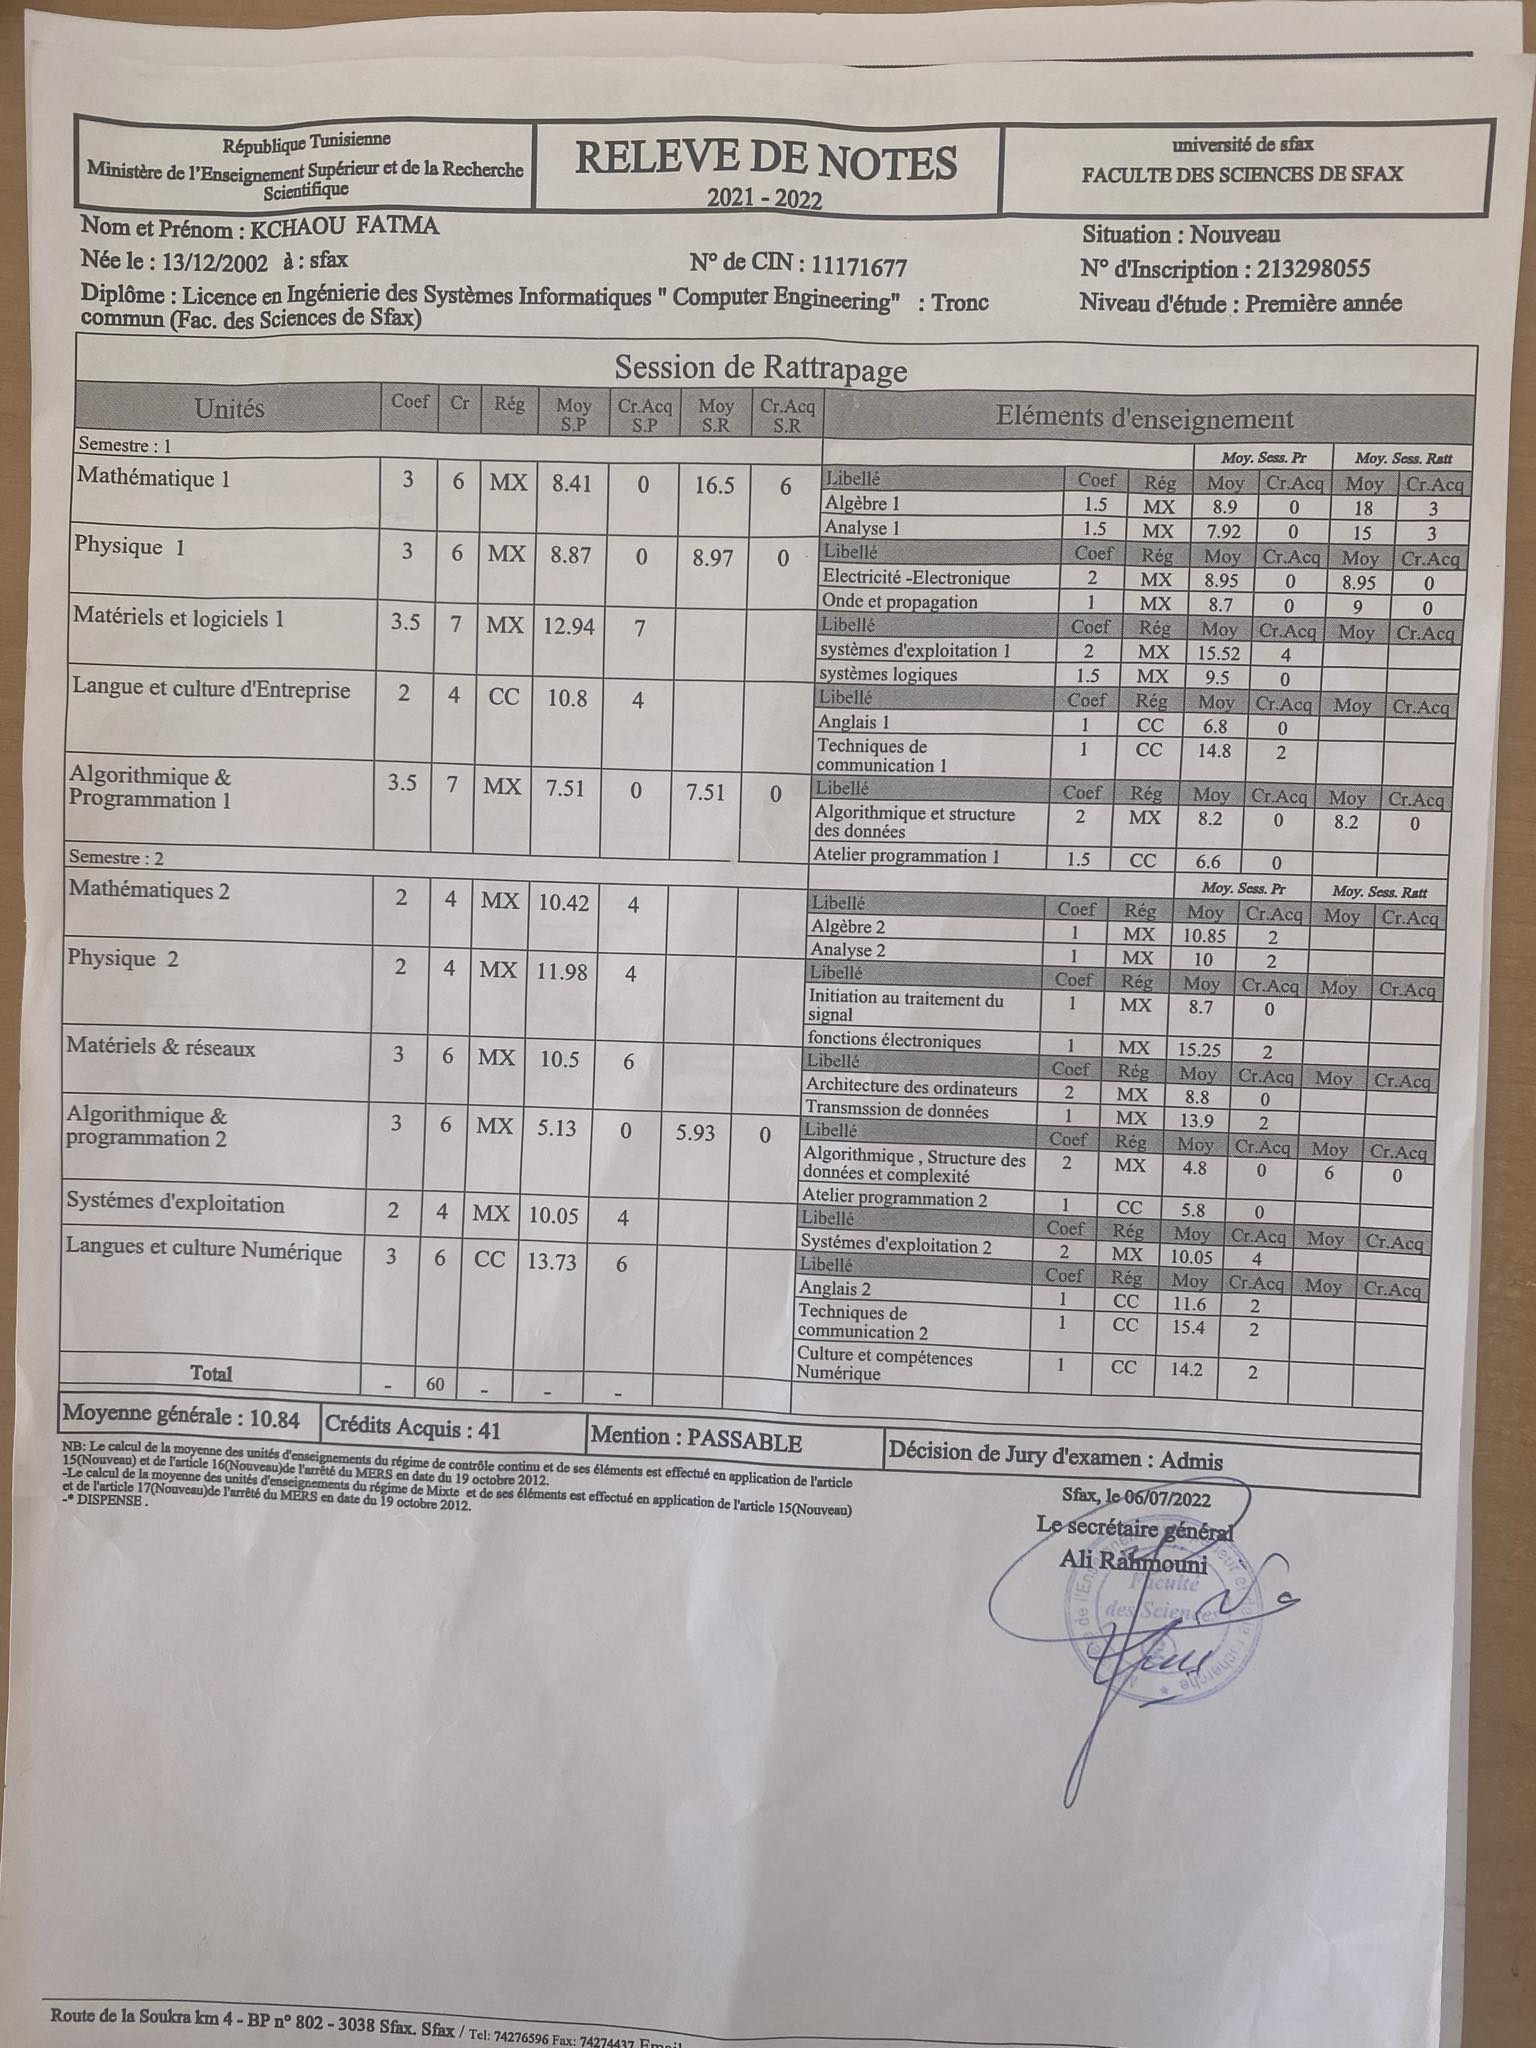 République Tunisienne
Ministère de l'Enseignement Supérieur et de la Recherche
Scientifique
RELEVE DE NOTES
2021 - 2022
université de sfax
FACULTE DES SCIENCES DE SFAX
Nom et Prénom : KCHAOU FATMA
Situation : Nouveau
Née le : 13/12/2002 à : sfax
N° de CIN : 11171677
N° d'Inscription : 213298055
Diplôme : Licence en Ingénierie des Systèmes Informatiques " Computer Engineering" : Tronc
commun (Fac. des Sciences de Sfax)
Niveau d'étude : Première année
Session de Rattrapage
Unités Coef Cr Rég Moy S.P Cr.Acq S.P Moy S.R Cr.Acq S.R Eléments d'enseignement
Semestre : 1
Moy. Sess. Pr Moy. Sess. Ratt
Mathématique 1 3 6 MX 8.41 0 16.5 6
Libellé Coef Rég Moy Cr.Acq Moy Cr.Acq
Algèbre 1 1.5 MX 8.9 0 18 3
Analyse 1 1.5 MX 7.92 0 15 3
Physique 1 3 6 MX 8.87 0 8.97 0
Libellé Coef Rég Moy Cr.Acq Moy Cr.Acq
Electricité -Electronique 2 MX 8.95 0 8.95 0
Onde et propagation 1 MX 8.7 0 9 0
Matériels et logiciels 1 3.5 7 MX 12.94 7
Libellé Coef Rég Moy Cr.Acq Moy Cr.Acq
systèmes d'exploitation 1 2 MX 15.52 4
systèmes logiques 1.5 MX 9.5 0
Langue et culture d'Entreprise 2 4 CC 10.8 4
Libellé Coef Rég Moy Cr.Acq Moy Cr.Acq
Anglais 1 1 CC 6.8 0
Techniques de
communication 1 1 CC 14.8 2
Algorithmique &
Programmation 1 3.5 7 MX 7.51 0 7.51 0
Libellé Coef Rég Moy Cr.Acq Moy Cr.Acq
Algorithmique et structure
des données 2 MX 8.2 0 8.2 0
Atelier programmation 1 1.5 CC 6.6 0
Semestre : 2
Moy. Sess. Pr Moy. Sess. Ratt
Mathématiques 2 2 4 MX 10.42 4
Libellé Coef Rég Moy Cr.Acq Moy Cr.Acq
Algèbre 2 1 MX 10.85 2
Analyse 2 1 MX 10 2
Physique 2 2 4 MX 11.98 4
Libellé Coef Rég Moy Cr.Acq Moy Cr.Acq
Initiation au traitement du
signal 1 MX 8.7 0
fonctions électroniques 1 MX 15.25 2
Matériels & réseaux 3 6 MX 10.5 6
Libellé Coef Rég Moy Cr.Acq Moy Cr.Acq
Architecture des ordinateurs 2 MX 8.8 0
Transmssion de données 1 MX 13.9 2
Algorithmique &
programmation 2 3 6 MX 5.13 0 5.93 0
Libellé Coef Rég Moy Cr.Acq Moy Cr.Acq
Algorithmique , Structure des
données et complexité 2 MX 4.8 0 6 0
Atelier programmation 2 1 CC 5.8 0
Systémes d'exploitation 2 4 MX 10.05 4
Libellé Coef Rég Moy Cr.Acq Moy Cr.Acq
Systémes d'exploitation 2 2 MX 10.05 4
Langues et culture Numérique 3 6 CC 13.73 6
Libellé Coef Rég Moy Cr.Acq Moy Cr.Acq
Anglais 2 1 CC 11.6 2
Techniques de
communication 2 1 CC 15.4 2
Culture et compétences
Numérique 1 CC 14.2 2
Total - 60 - - -
Moyenne générale : 10.84 Crédits Acquis : 41 Mention : PASSABLE Décision de Jury d'examen : Admis
NB: Le calcul de la moyenne des unités d'enseignements du régime de contrôle continu et de ses éléments est effectué en application de l'article
15(Nouveau) et de l'article 16(Nouveau)de l'arrêté du MERS en date du 19 octobre 2012.
-Le calcul de la moyenne des unités d'enseignements du régime de Mixte et de ses éléments est effectué en application de l'article 15(Nouveau)
et de l'article 17(Nouveau)de l'arrêté du MERS en date du 19 octobre 2012.
-* DISPENSE .
Sfax, le 06/07/2022
Le secrétaire général
Ali Rahmouni
Faculté
des Sciences
Route de la Soukra km 4 - BP n° 802 - 3038 Sfax. Sfax / Tel: 74276596 Fax: 74274437